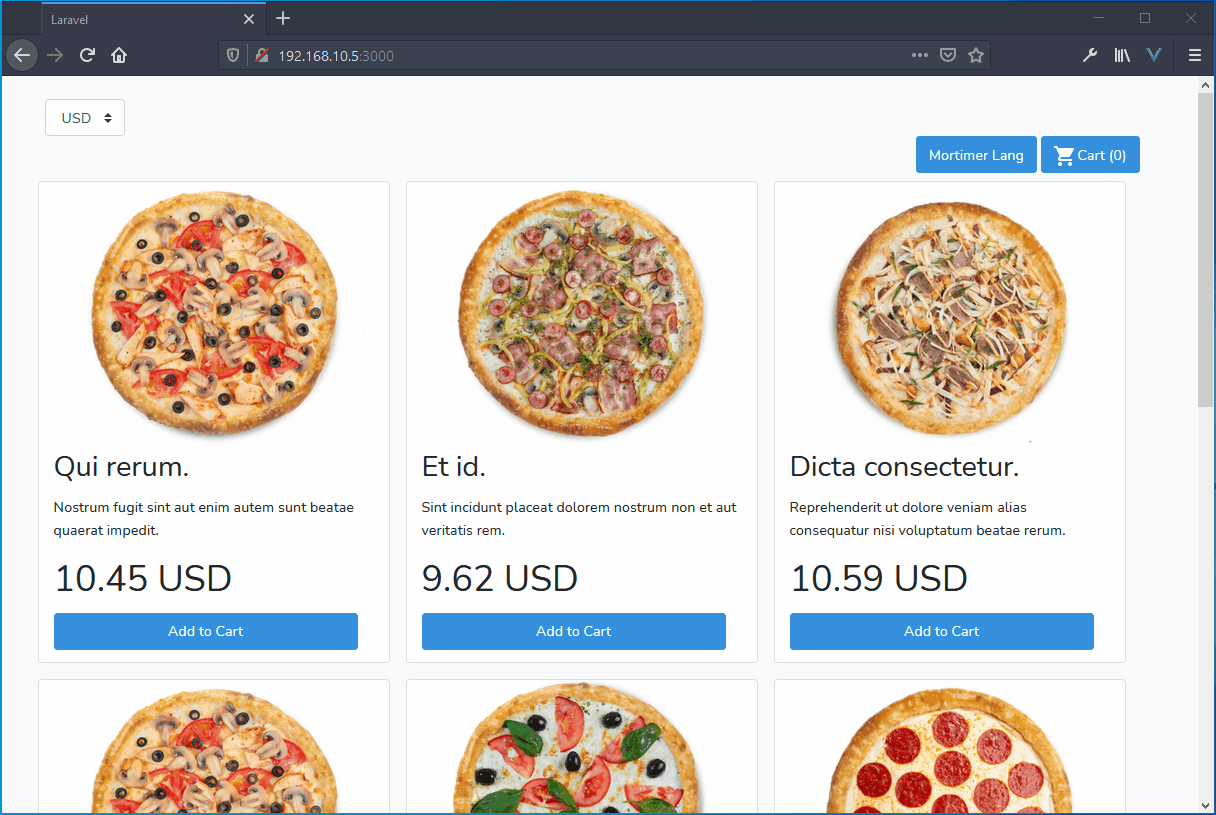 Laravel
192.168.10.5:3000
USD
Mortimer Lang
Cart (0)
Qui rerum.
Nostrum fugit sint aut enim autem sunt beatae
quaerat impedit.
10.45 USD
Add to Cart
Et id.
Sint incidunt placeat dolorem nostrum non et aut
veritatis rem.
9.62 USD
Add to Cart
Dicta consectetur.
Reprehenderit ut dolore veniam alias
consequatur nisi voluptatum beatae rerum.
10.59 USD
Add to Cart